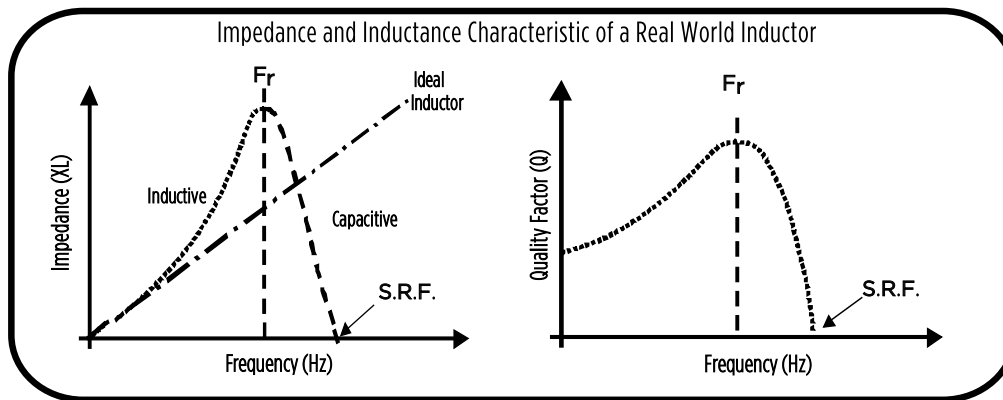 Impedance and Inductance Characteristic of a Real World Inductor
Fr
Ideal
Inductor
Impedance (XL)
Inductive
Capacitive
S.R.F.
Frequency (Hz)
Fr
Quality Factor (Q)
S.R.F.
Frequency (Hz)